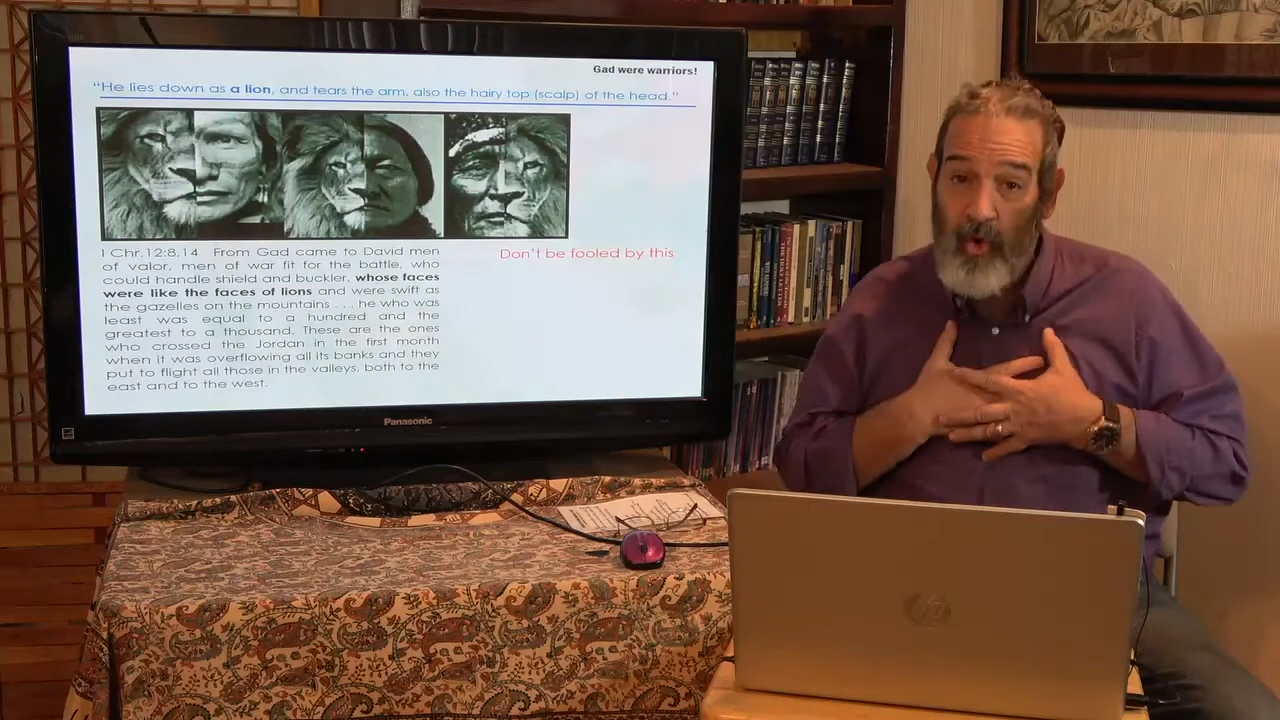 Gad were warriors!
"He lies down as a lion, and tears the arm, also the hairy top (scalp) of the head."
I Chr.12:8,14 From Gad came to David men
of valor, men of war fit for the battle, who
could handle shield and buckler, whose faces
were like the faces of lions and were swift as
the gazelles on the mountains . . . he who was
least was equal to a hundred and the
greatest to a thousand. These are the ones
who crossed the Jordan in the first month
when it was overflowing all its banks and they
put to flight all those in the valleys, both to the
east and to the west.
Don't be fooled by this
Panasonic
hp